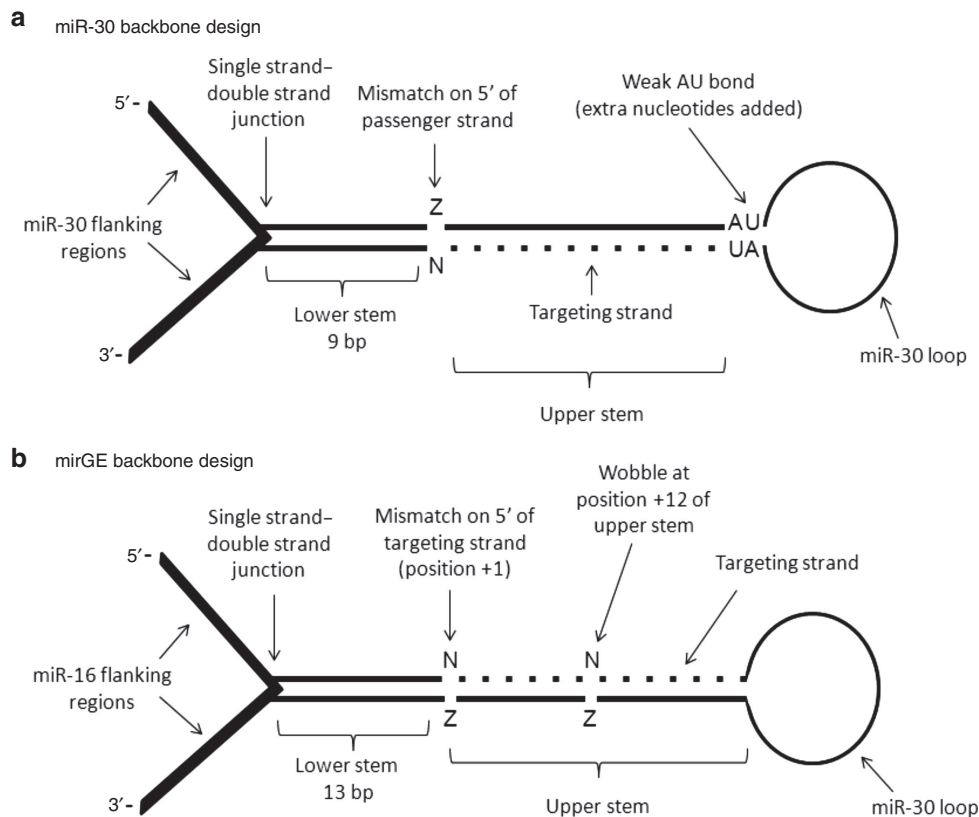 a
miR-30 backbone design
Single strand–
double strand
junction
Mismatch on 5′ of
passenger strand
Weak AU bond
(extra nucleotides added)
5′-
Z
AU
miR-30 flanking
regions
UA
N
Lower stem
9 bp
Targeting strand
3′-
miR-30 loop
Upper stem
b
mirGE backbone design
Single strand–
double strand
junction
Mismatch on 5′ of
targeting strand
(position +1)
Wobble at
position +12 of
upper stem
Targeting strand
5′-
N
N
miR-16 flanking
regions
Z
Z
Lower stem
13 bp
Upper stem
3′-
miR-30 loop